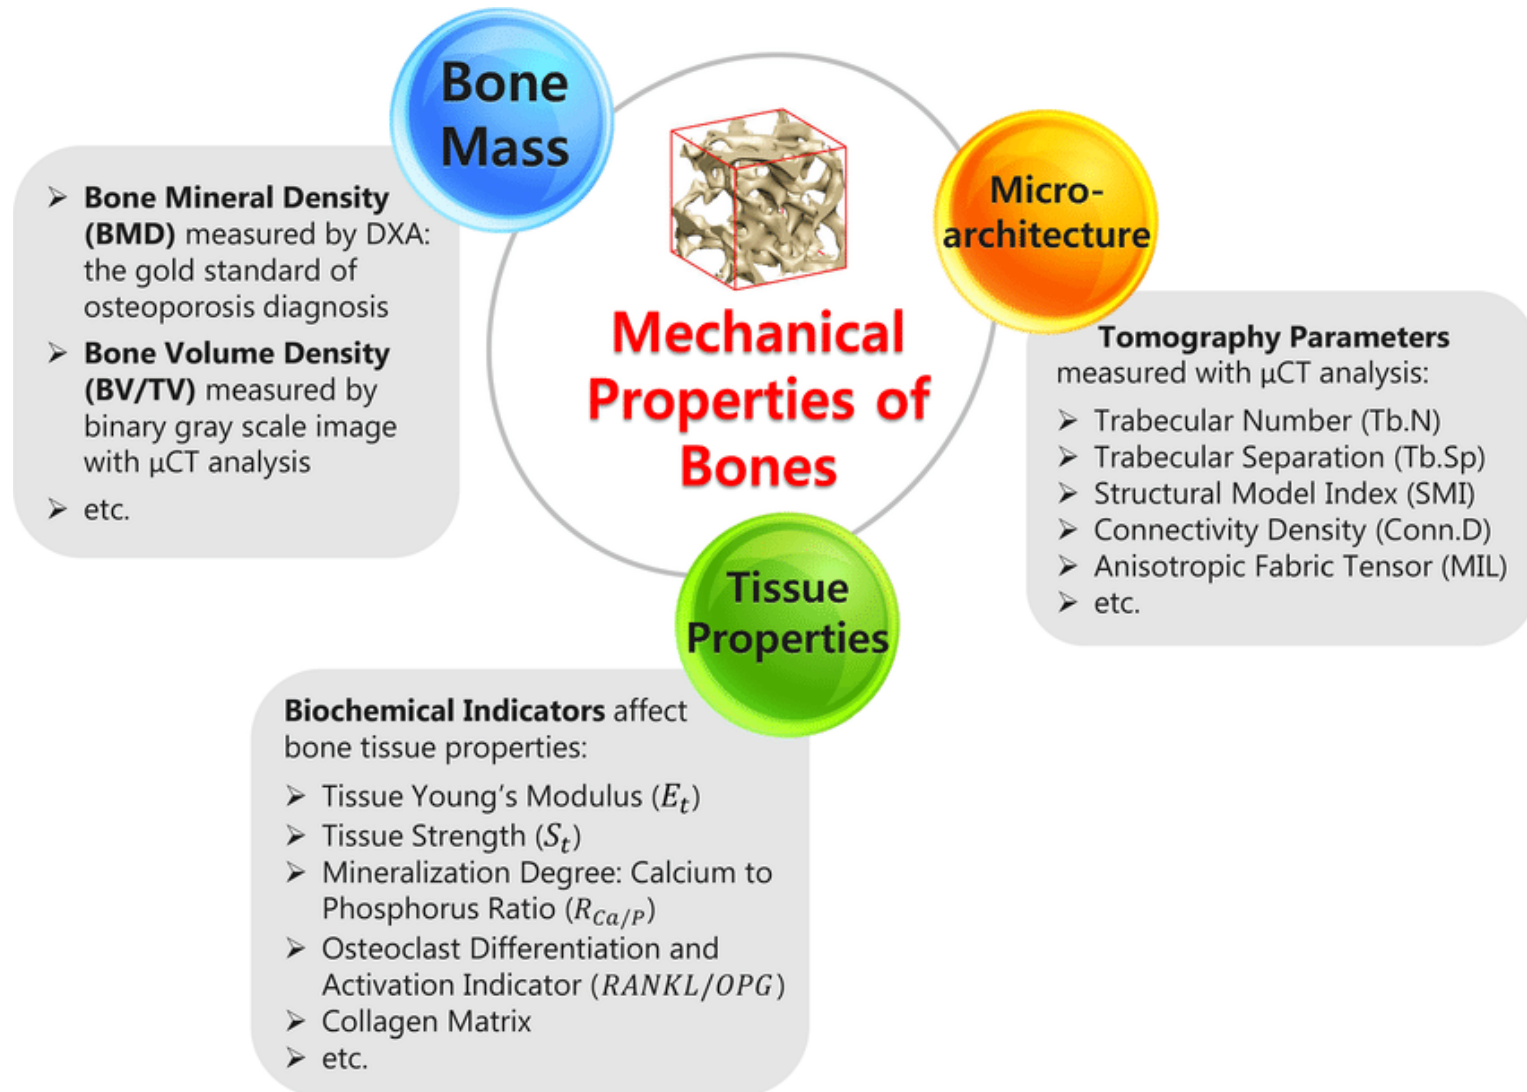 Bone
Mass
➢ Bone Mineral Density
(BMD) measured by DXA:
the gold standard of
osteoporosis diagnosis
➢ Bone Volume Density
(BV/TV) measured by
binary gray scale image
with μCT analysis
➢ etc.
Mechanical
Properties of
Bones
Micro-
architecture
Tomography Parameters
measured with μCT analysis:
➢ Trabecular Number (Tb.N)
➢ Trabecular Separation (Tb.Sp)
➢ Structural Model Index (SMI)
➢ Connectivity Density (Conn.D)
➢ Anisotropic Fabric Tensor (MIL)
➢ etc.
Tissue
Properties
Biochemical Indicators affect
bone tissue properties:
➢ Tissue Young’s Modulus (E_t)
➢ Tissue Strength (S_t)
➢ Mineralization Degree: Calcium to
Phosphorus Ratio (R_{Ca/P})
➢ Osteoclast Differentiation and
Activation Indicator (RANKL/OPG)
➢ Collagen Matrix
➢ etc.